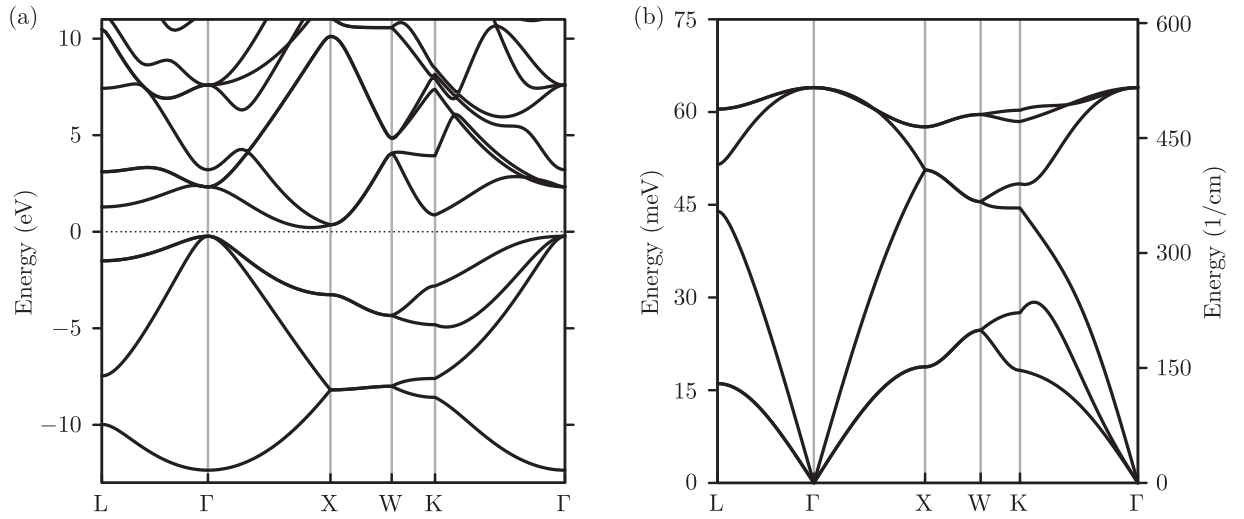 (a)
Energy (eV)
10
5
0
−5
−10
L Γ X W K Γ
(b)
Energy (meV)
75
60
45
30
15
0
L Γ X W K Γ
600
450
300
150
0
Energy (1/cm)